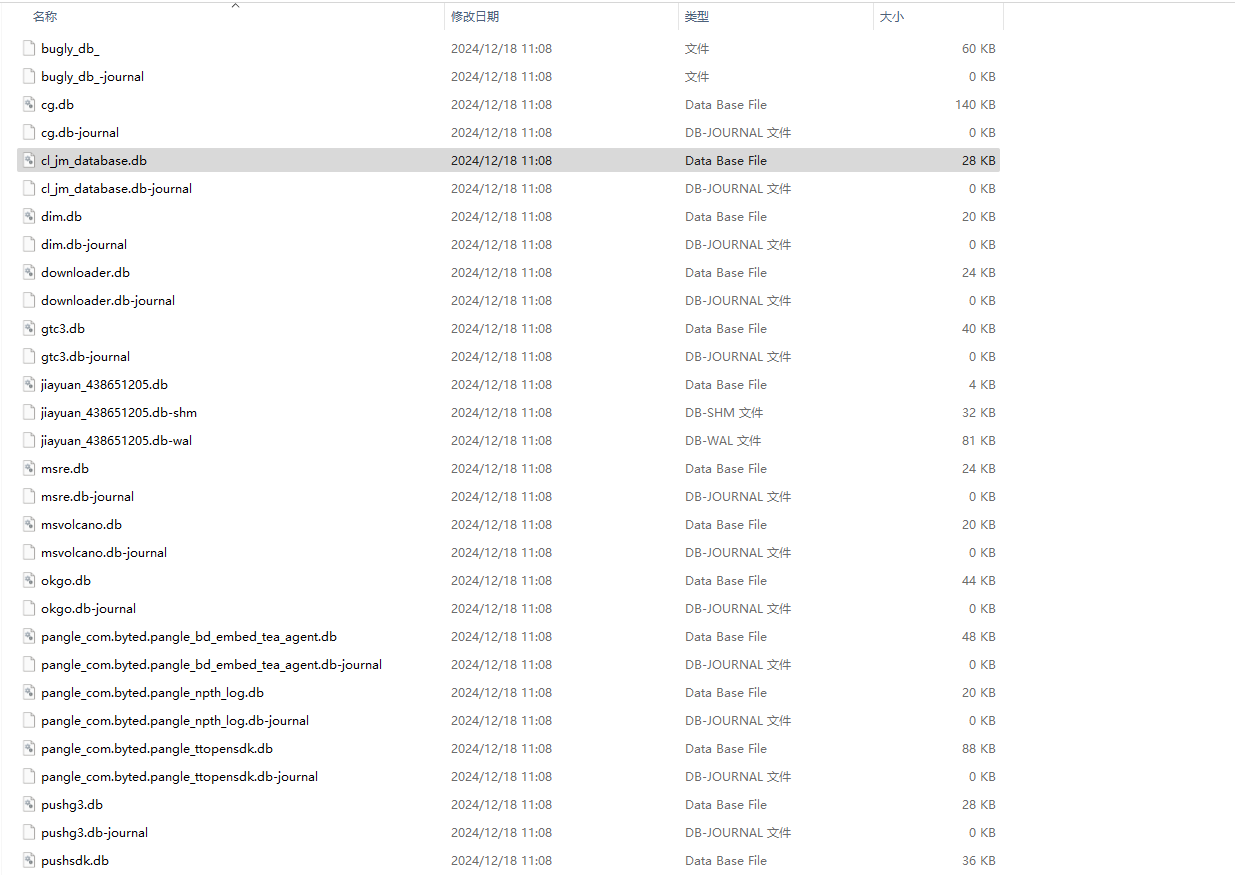 名称 修改日期 类型 大小
bugly_db_ 2024/12/18 11:08 文件 60 KB
bugly_db_-journal 2024/12/18 11:08 文件 0 KB
cg.db 2024/12/18 11:08 Data Base File 140 KB
cg.db-journal 2024/12/18 11:08 DB-JOURNAL 文件 0 KB
cl_jm_database.db 2024/12/18 11:08 Data Base File 28 KB
cl_jm_database.db-journal 2024/12/18 11:08 DB-JOURNAL 文件 0 KB
dim.db 2024/12/18 11:08 Data Base File 20 KB
dim.db-journal 2024/12/18 11:08 DB-JOURNAL 文件 0 KB
downloader.db 2024/12/18 11:08 Data Base File 24 KB
downloader.db-journal 2024/12/18 11:08 DB-JOURNAL 文件 0 KB
gtc3.db 2024/12/18 11:08 Data Base File 40 KB
gtc3.db-journal 2024/12/18 11:08 DB-JOURNAL 文件 0 KB
jiayuan_438651205.db 2024/12/18 11:08 Data Base File 4 KB
jiayuan_438651205.db-shm 2024/12/18 11:08 DB-SHM 文件 32 KB
jiayuan_438651205.db-wal 2024/12/18 11:08 DB-WAL 文件 81 KB
msre.db 2024/12/18 11:08 Data Base File 24 KB
msre.db-journal 2024/12/18 11:08 DB-JOURNAL 文件 0 KB
msvolcano.db 2024/12/18 11:08 Data Base File 20 KB
msvolcano.db-journal 2024/12/18 11:08 DB-JOURNAL 文件 0 KB
okgo.db 2024/12/18 11:08 Data Base File 44 KB
okgo.db-journal 2024/12/18 11:08 DB-JOURNAL 文件 0 KB
pangle_com.byted.pangle_bd_embed_tea_agent.db 2024/12/18 11:08 Data Base File 48 KB
pangle_com.byted.pangle_bd_embed_tea_agent.db-journal 2024/12/18 11:08 DB-JOURNAL 文件 0 KB
pangle_com.byted.pangle_npth_log.db 2024/12/18 11:08 Data Base File 20 KB
pangle_com.byted.pangle_npth_log.db-journal 2024/12/18 11:08 DB-JOURNAL 文件 0 KB
pangle_com.byted.pangle_ttopensdk.db 2024/12/18 11:08 Data Base File 88 KB
pangle_com.byted.pangle_ttopensdk.db-journal 2024/12/18 11:08 DB-JOURNAL 文件 0 KB
pushg3.db 2024/12/18 11:08 Data Base File 28 KB
pushg3.db-journal 2024/12/18 11:08 DB-JOURNAL 文件 0 KB
pushsdk.db 2024/12/18 11:08 Data Base File 36 KB